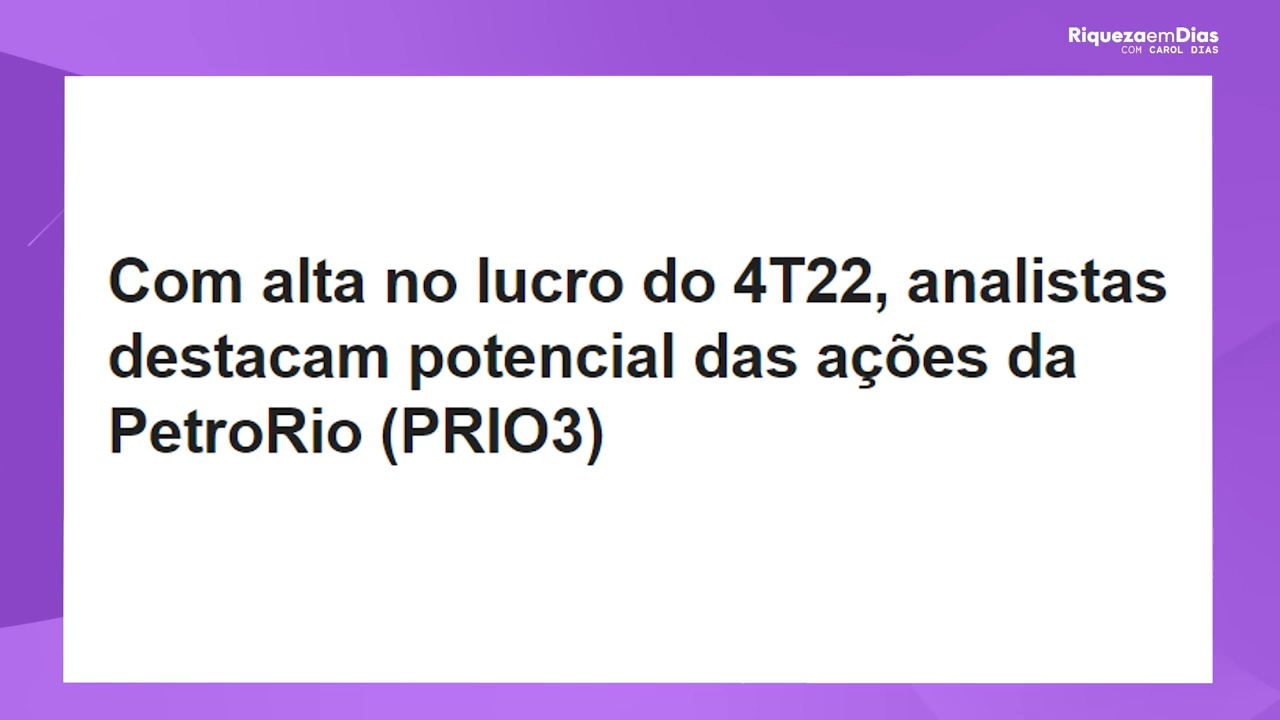 RiquezaemDias
COM CAROL DIAS
Com alta no lucro do 4T22, analistas
destacam potencial das ações da
PetroRio (PRIO3)